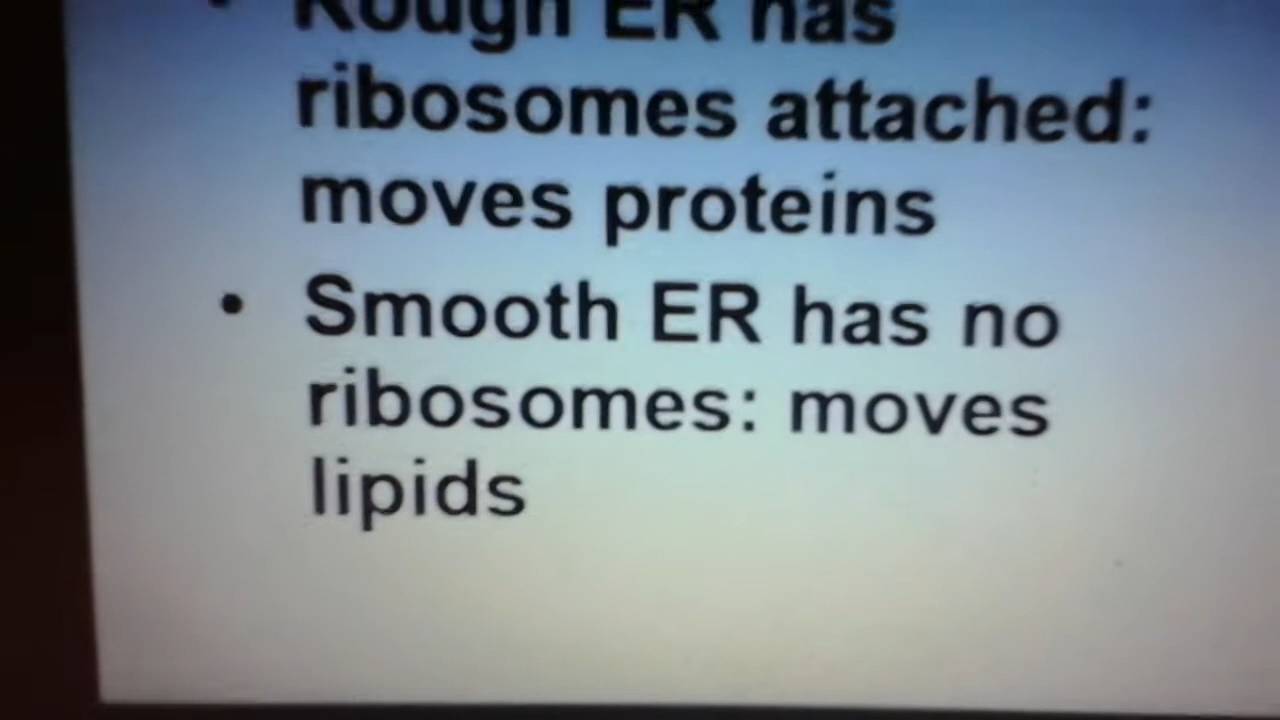 • Rough ER has
ribosomes attached:
moves proteins
• Smooth ER has no
ribosomes: moves
lipids